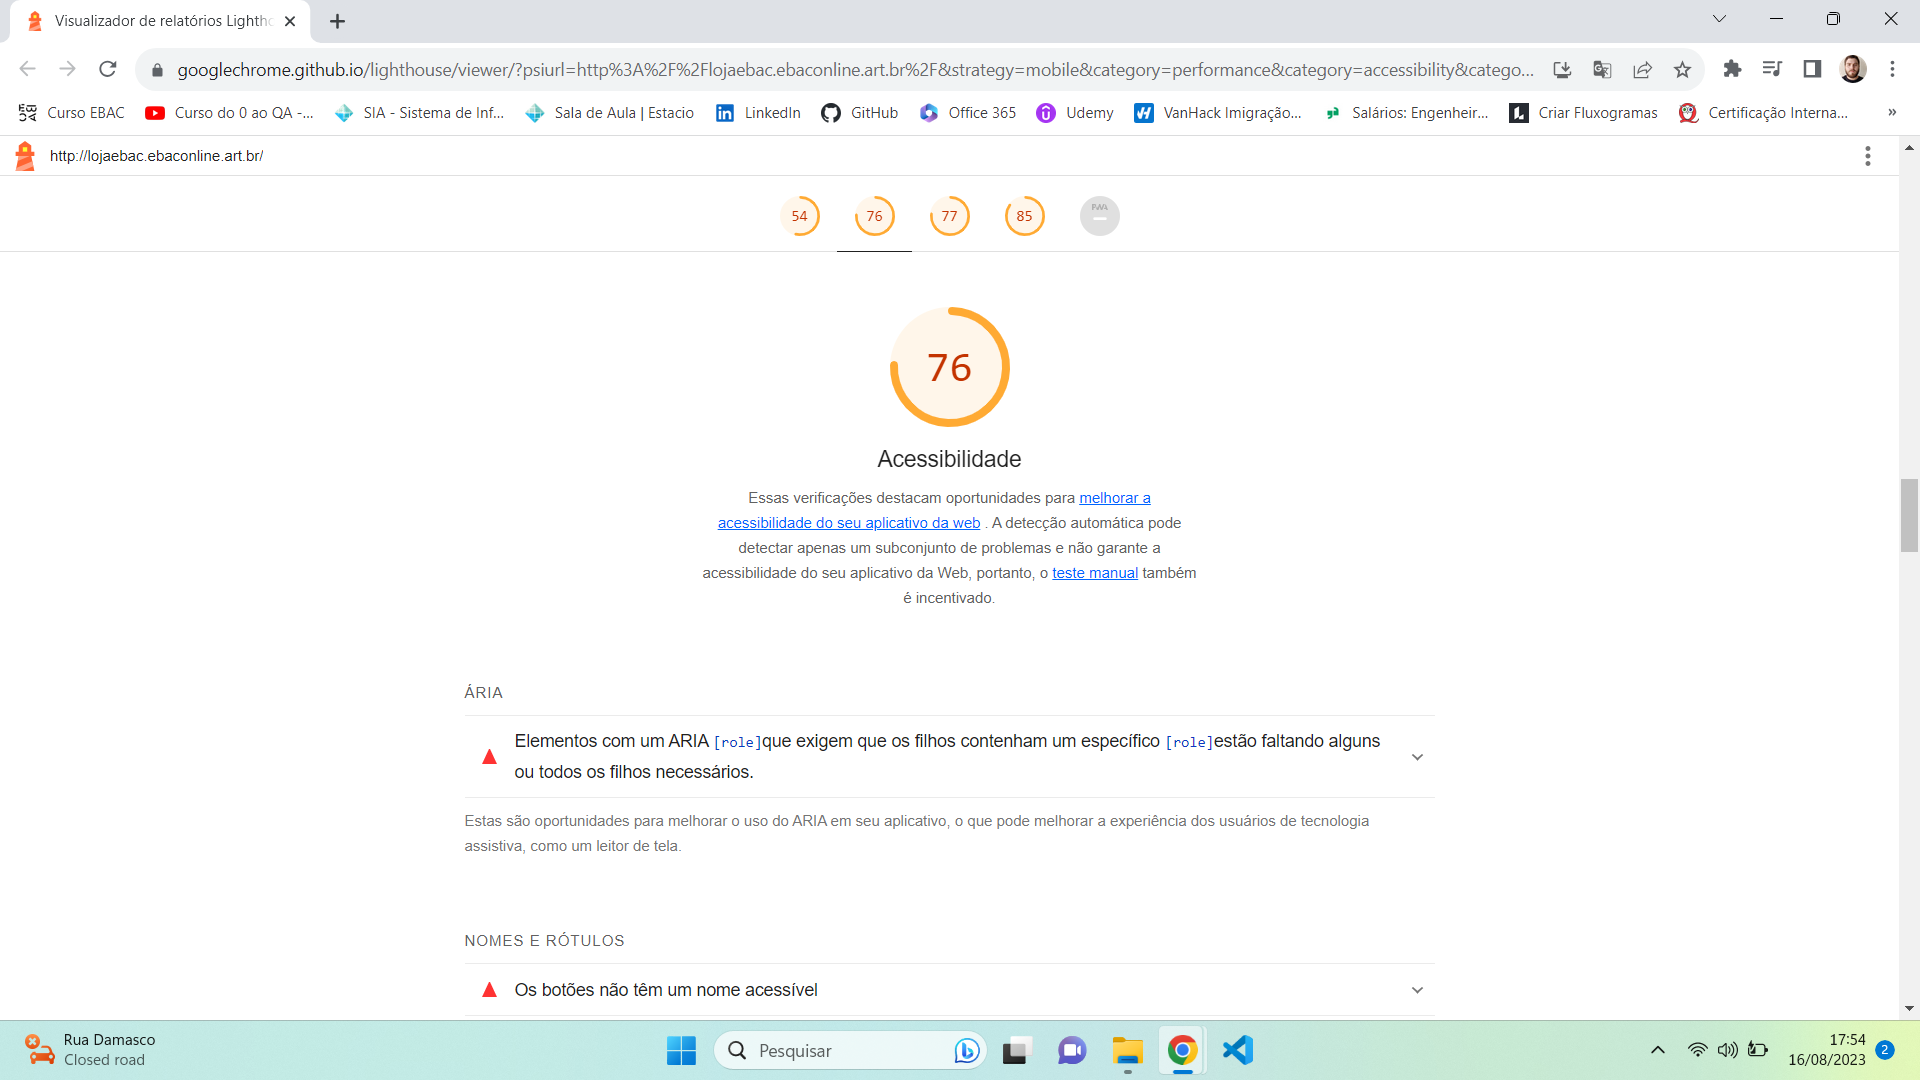 Visualizador de relatórios Lighth
googlechrome.github.io/lighthouse/viewer/?psiurl=http%3A%2F%2Flojaebac.ebaconline.art.br%2F&strategy=mobile&category=performance&category=accessibility&catego...
Curso EBAC
Curso do 0 ao QA -...
SIA - Sistema de Inf...
Sala de Aula | Estacio
LinkedIn
GitHub
Office 365
Udemy
VanHack Imigração...
Salários: Engenheir...
Criar Fluxogramas
Certificação Interna...
»
http://lojaebac.ebaconline.art.br/
54
76
77
85
PWA
76
Acessibilidade
Essas verificações destacam oportunidades para melhorar a
acessibilidade do seu aplicativo da web . A detecção automática pode
detectar apenas um subconjunto de problemas e não garante a
acessibilidade do seu aplicativo da Web, portanto, o teste manual também
é incentivado.
ÁRIA
Elementos com um ARIA [role]que exigem que os filhos contenham um específico [role]estão faltando alguns
ou todos os filhos necessários.
Estas são oportunidades para melhorar o uso do ARIA em seu aplicativo, o que pode melhorar a experiência dos usuários de tecnologia
assistiva, como um leitor de tela.
NOMES E RÓTULOS
Os botões não têm um nome acessível
Rua Damasco
Closed road
Pesquisar
17:54
16/08/2023
2